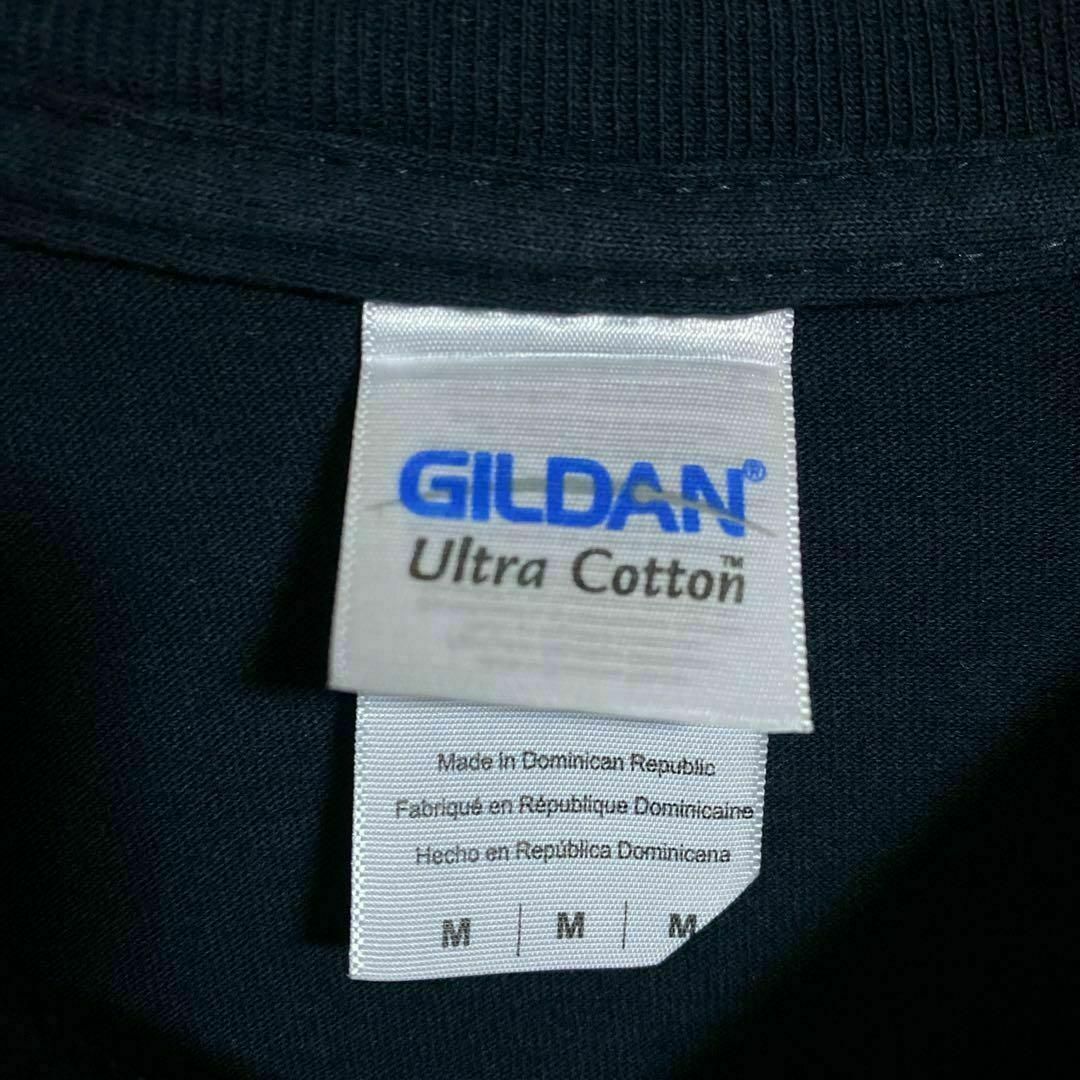 GILDAN®
Ultra Cotton™
Made in Dominican Republic
Fabriqué en République Dominicaine
Hecho en República Dominicana
M | M | M